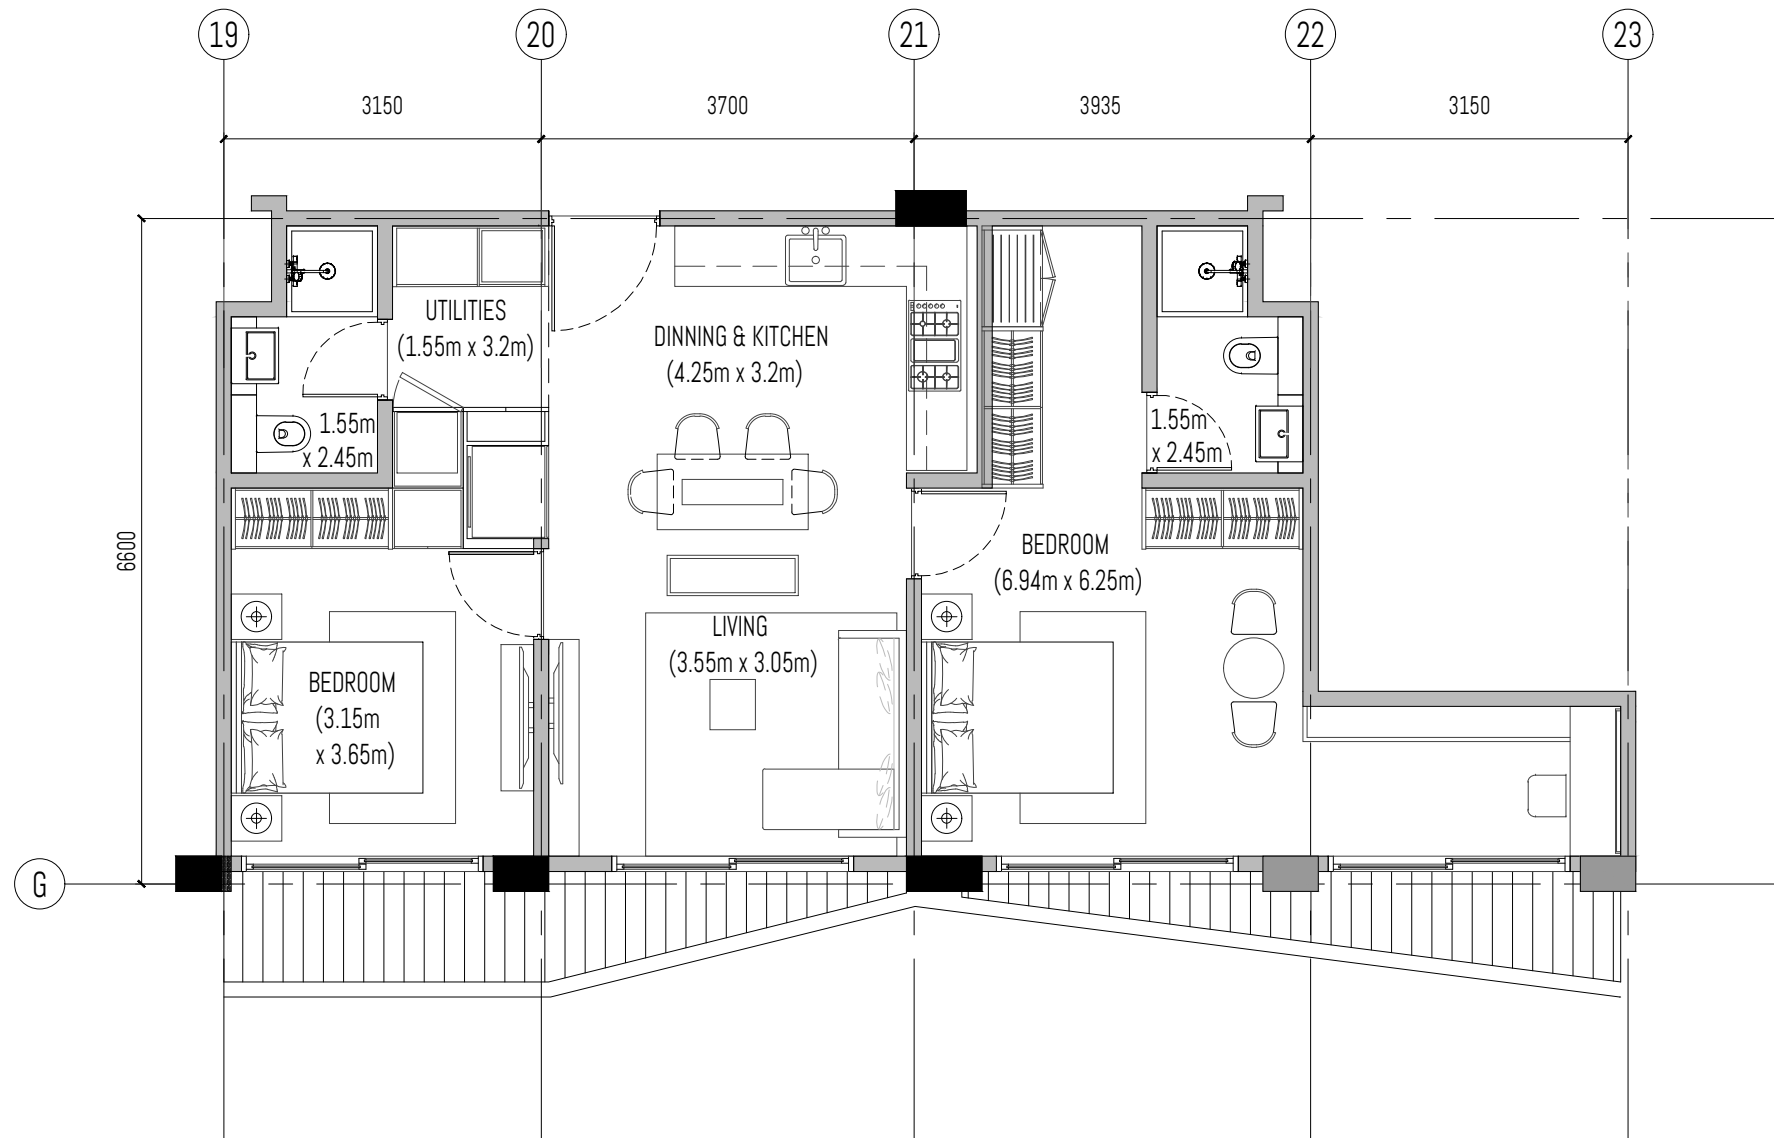 19
20
21
22
23
3150
3700
3935
3150
UTILITIES
(1.55m x 3.2m)
DINNING & KITCHEN
(4.25m x 3.2m)
1.55m
x 2.45m
1.55m
x 2.45m
6600
BEDROOM
(6.94m x 6.25m)
LIVING
(3.55m x 3.05m)
BEDROOM
(3.15m
x 3.65m)
G